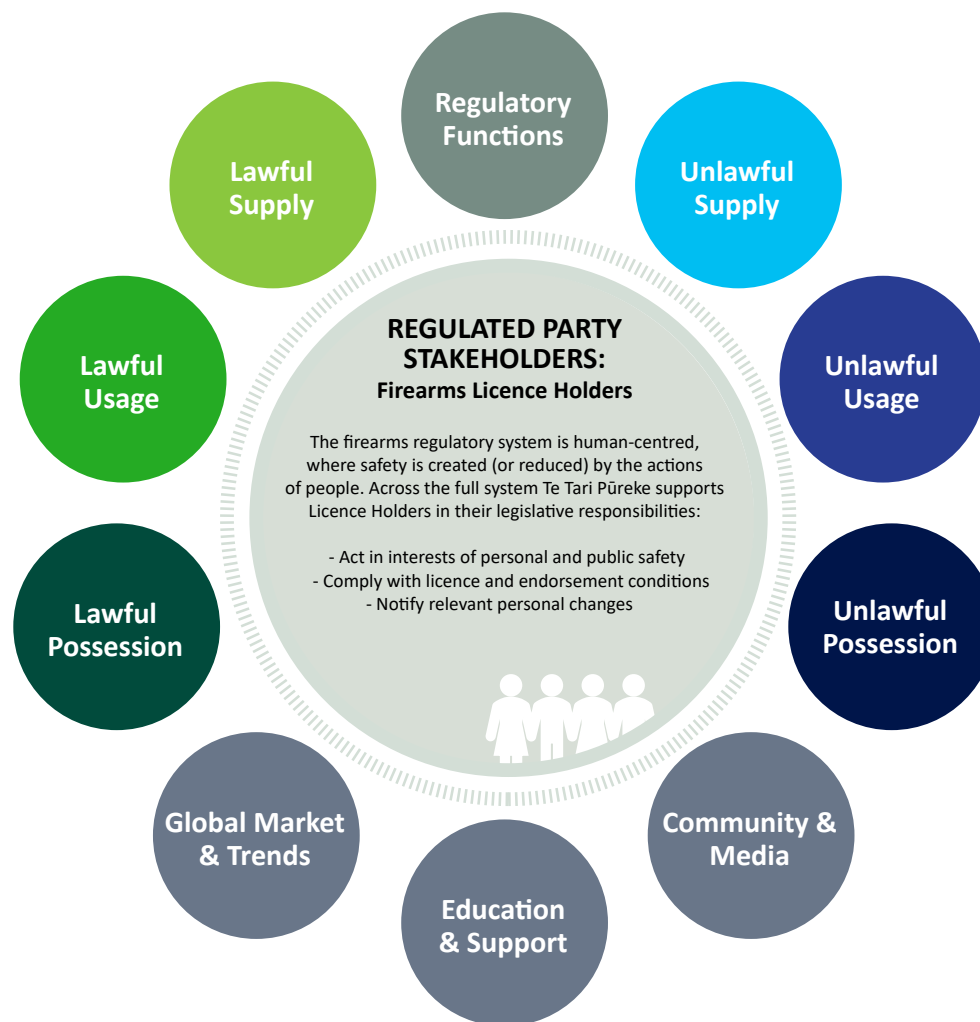 Regulatory
Functions
Lawful
Supply
Unlawful
Supply
Lawful
Usage
Unlawful
Usage
REGULATED PARTY
STAKEHOLDERS:
Firearms Licence Holders
The firearms regulatory system is human-centred,
where safety is created (or reduced) by the actions
of people. Across the full system Te Tari Pūreke supports
Licence Holders in their legislative responsibilities:
- Act in interests of personal and public safety
- Comply with licence and endorsement conditions
- Notify relevant personal changes
Lawful
Possession
Unlawful
Possession
Global Market
& Trends
Community &
Media
Education
& Support